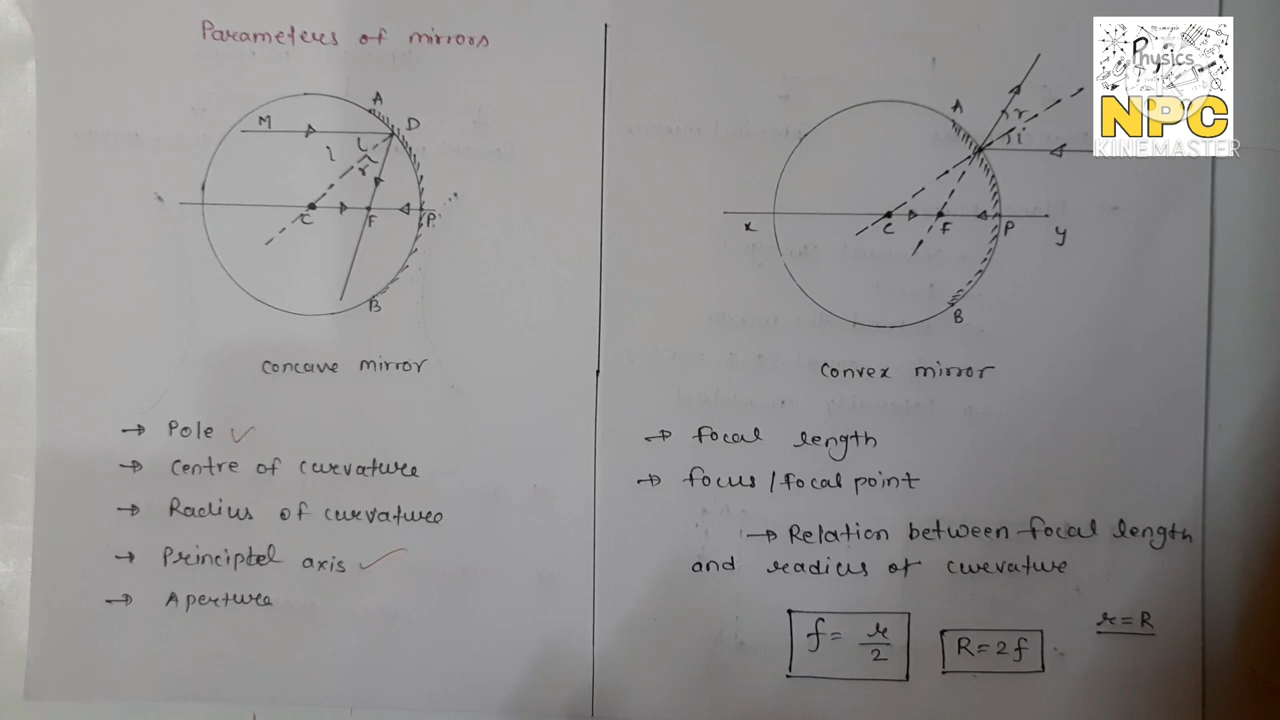 Parameters of mirrors
A
M
D
i
i
r
C
F
P
B
concave mirror
→ Pole ✓
→ centre of curvature
→ Radius of curvature
→ Principtel axis ✓
→ Aperture
Physics
NPC
KINEMASTER
A
r
i
x
C
F
P
y
B
convex mirror
→ focal length
→ focus / focal point
→ Relation between focal length
and radius of curvature
f = r/2
R = 2f
r = R